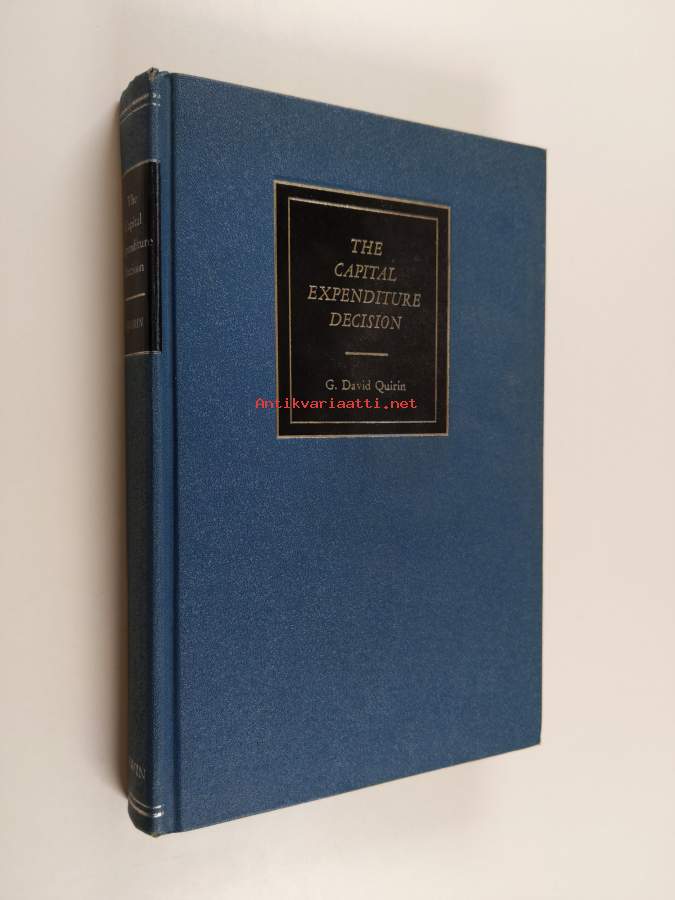 THE
CAPITAL
EXPENDITURE
DECISION
G. David Quirin
Antikvariaatti.net
The
Capital
Decision